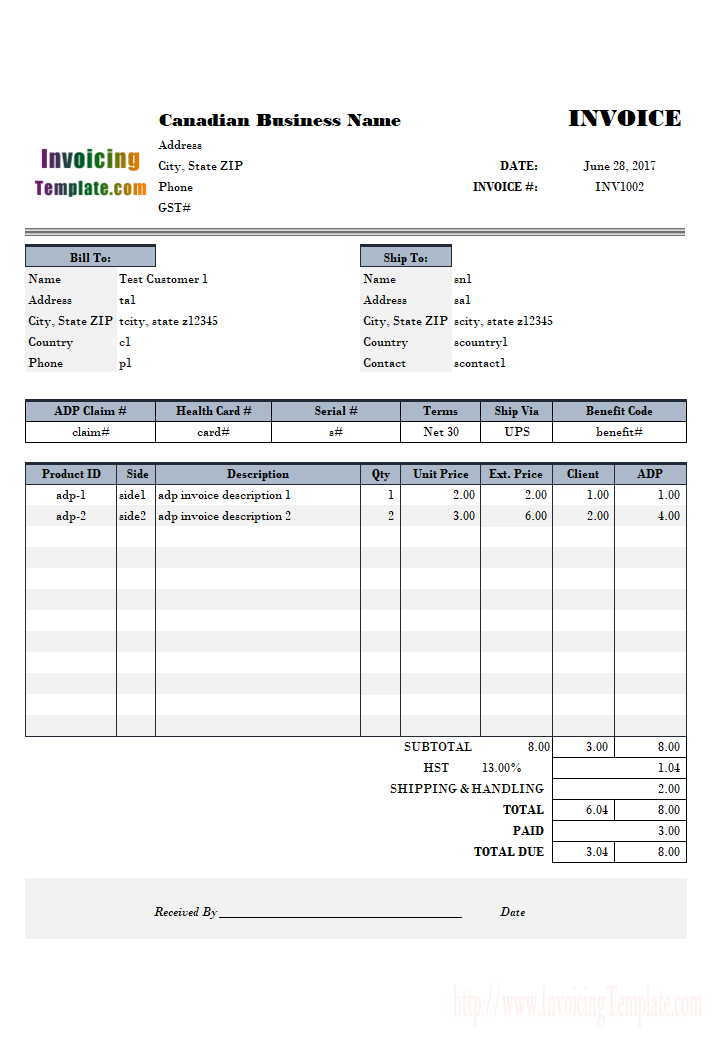 Canadian Business Name INVOICE
Invoicing
Template.com
Address
City, State ZIP DATE: June 28, 2017
Phone INVOICE #: INV1002
GST#
Bill To: Ship To:
Name Test Customer 1 Name sn1
Address ta1 Address sa1
City, State ZIP tcity, state z12345 City, State ZIP scity, state z12345
Country c1 Country scountry1
Phone p1 Contact scontact1
ADP Claim # Health Card # Serial # Terms Ship Via Benefit Code
claim# card# s# Net 30 UPS benefit#
Product ID Side Description Qty Unit Price Ext. Price Client ADP
adp-1 side1 adp invoice description 1 1 2.00 2.00 1.00 1.00
adp-2 side2 adp invoice description 2 2 3.00 6.00 2.00 4.00
SUBTOTAL 8.00 3.00 8.00
HST 13.00% 1.04
SHIPPING & HANDLING 2.00
TOTAL 6.04 8.00
PAID 3.00
TOTAL DUE 3.04 8.00
Received By Date
http://www.InvoicingTemplate.com